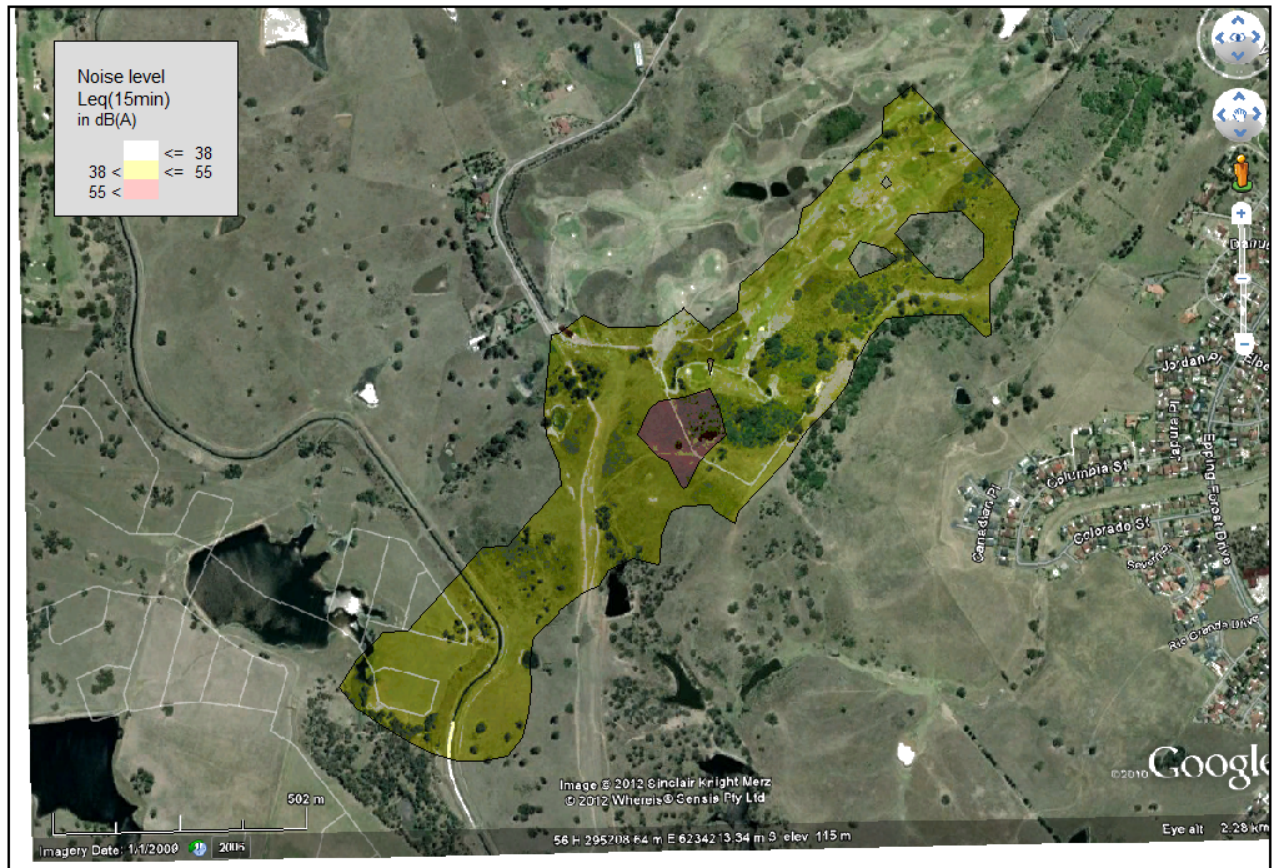 Noise level
Leq(15min)
in dB(A)
<= 38
38 < <= 55
55 <
Jordan
Columbia St
Canadian Pl
Colorado St
Epping Forest Drive
Rio Grande Drive
502 m
Image © 2012 Sinclair Knight Merz
© 2012 Whereis® Sensis Pty Ltd
©2010 Google
56 H 295208.64 m E 6234213.34 m S elev 115 m
Eye alt 2.28 km
Imagery Date: 1/1/2000 2006